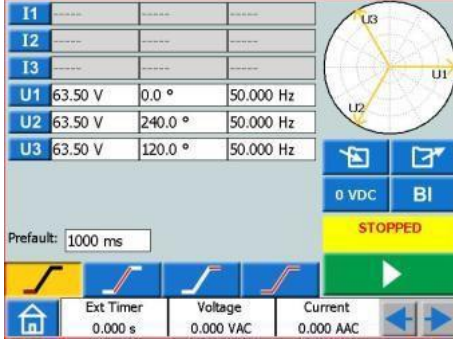 I1 ----- ----- -----
I2 ----- ----- -----
I3 ----- ----- -----
U1 63.50 V 0.0 ° 50.000 Hz
U2 63.50 V 240.0 ° 50.000 Hz
U3 63.50 V 120.0 ° 50.000 Hz
U3
U1
U2
0 VDC BI
STOPPED
Prefault: 1000 ms
Ext Timer Voltage Current
0.000 s 0.000 VAC 0.000 AAC